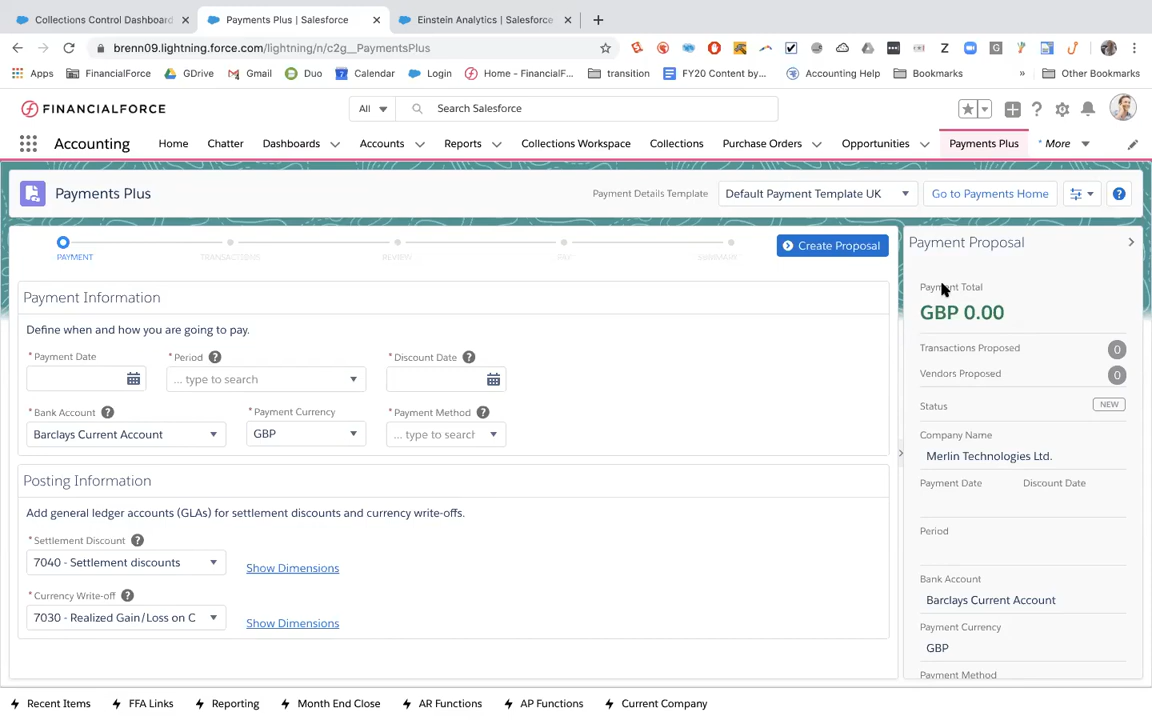 Collections Control Dashboard
Payments Plus | Salesforce
Einstein Analytics | Salesforce
brenn09.lightning.force.com/lightning/n/c2g__PaymentsPlus
Apps
FinancialForce
GDrive
Gmail
Duo
Calendar
Login
Home - FinancialF...
transition
FY20 Content by...
Accounting Help
Bookmarks
»
Other Bookmarks
FINANCIALFORCE
All
Search Salesforce
Accounting
Home
Chatter
Dashboards
Accounts
Reports
Collections Workspace
Collections
Purchase Orders
Opportunities
Payments Plus
* More
Payments Plus
Payment Details Template
Default Payment Template UK
Go to Payments Home
PAYMENT
TRANSACTIONS
REVIEW
PAY
SUMMARY
Create Proposal
Payment Information
Define when and how you are going to pay.
* Payment Date
* Period
* Discount Date
... type to search
* Bank Account
* Payment Currency
* Payment Method
Barclays Current Account
GBP
... type to search
Posting Information
Add general ledger accounts (GLAs) for settlement discounts and currency write-offs.
* Settlement Discount
7040 - Settlement discounts
Show Dimensions
* Currency Write-off
7030 - Realized Gain/Loss on C
Show Dimensions
Payment Proposal
Payment Total
GBP 0.00
Transactions Proposed
0
Vendors Proposed
0
Status
NEW
Company Name
Merlin Technologies Ltd.
Payment Date
Discount Date
Period
Bank Account
Barclays Current Account
Payment Currency
GBP
Payment Method
Recent Items
FFA Links
Reporting
Month End Close
AR Functions
AP Functions
Current Company